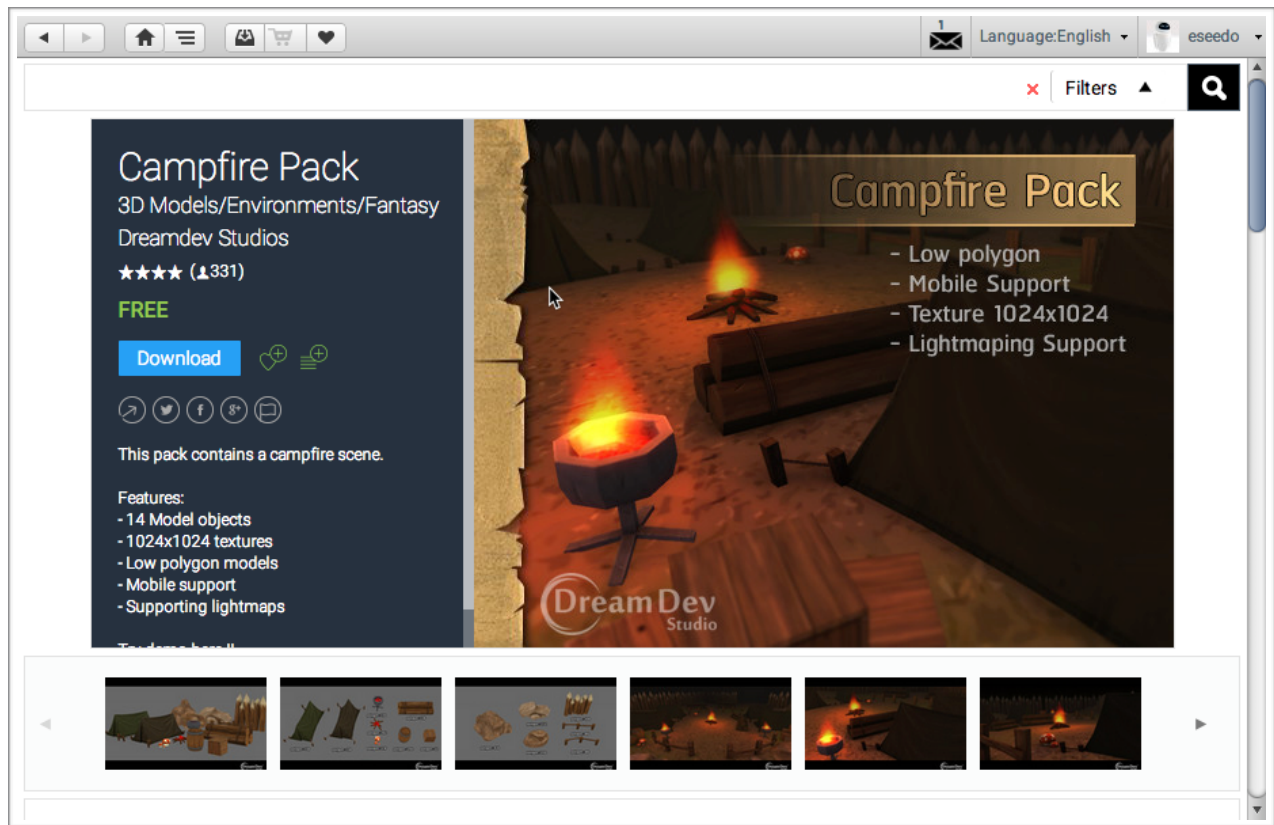 1
Language:English
eseedo
Filters
Campfire Pack
3D Models/Environments/Fantasy
Dreamdev Studios
★★★★ (331)
FREE
Download
This pack contains a campfire scene.
Features:
- 14 Model objects
- 1024x1024 textures
- Low polygon models
- Mobile support
- Supporting lightmaps
Campfire Pack
- Low polygon
- Mobile Support
- Texture 1024x1024
- Lightmaping Support
DreamDev
Studio